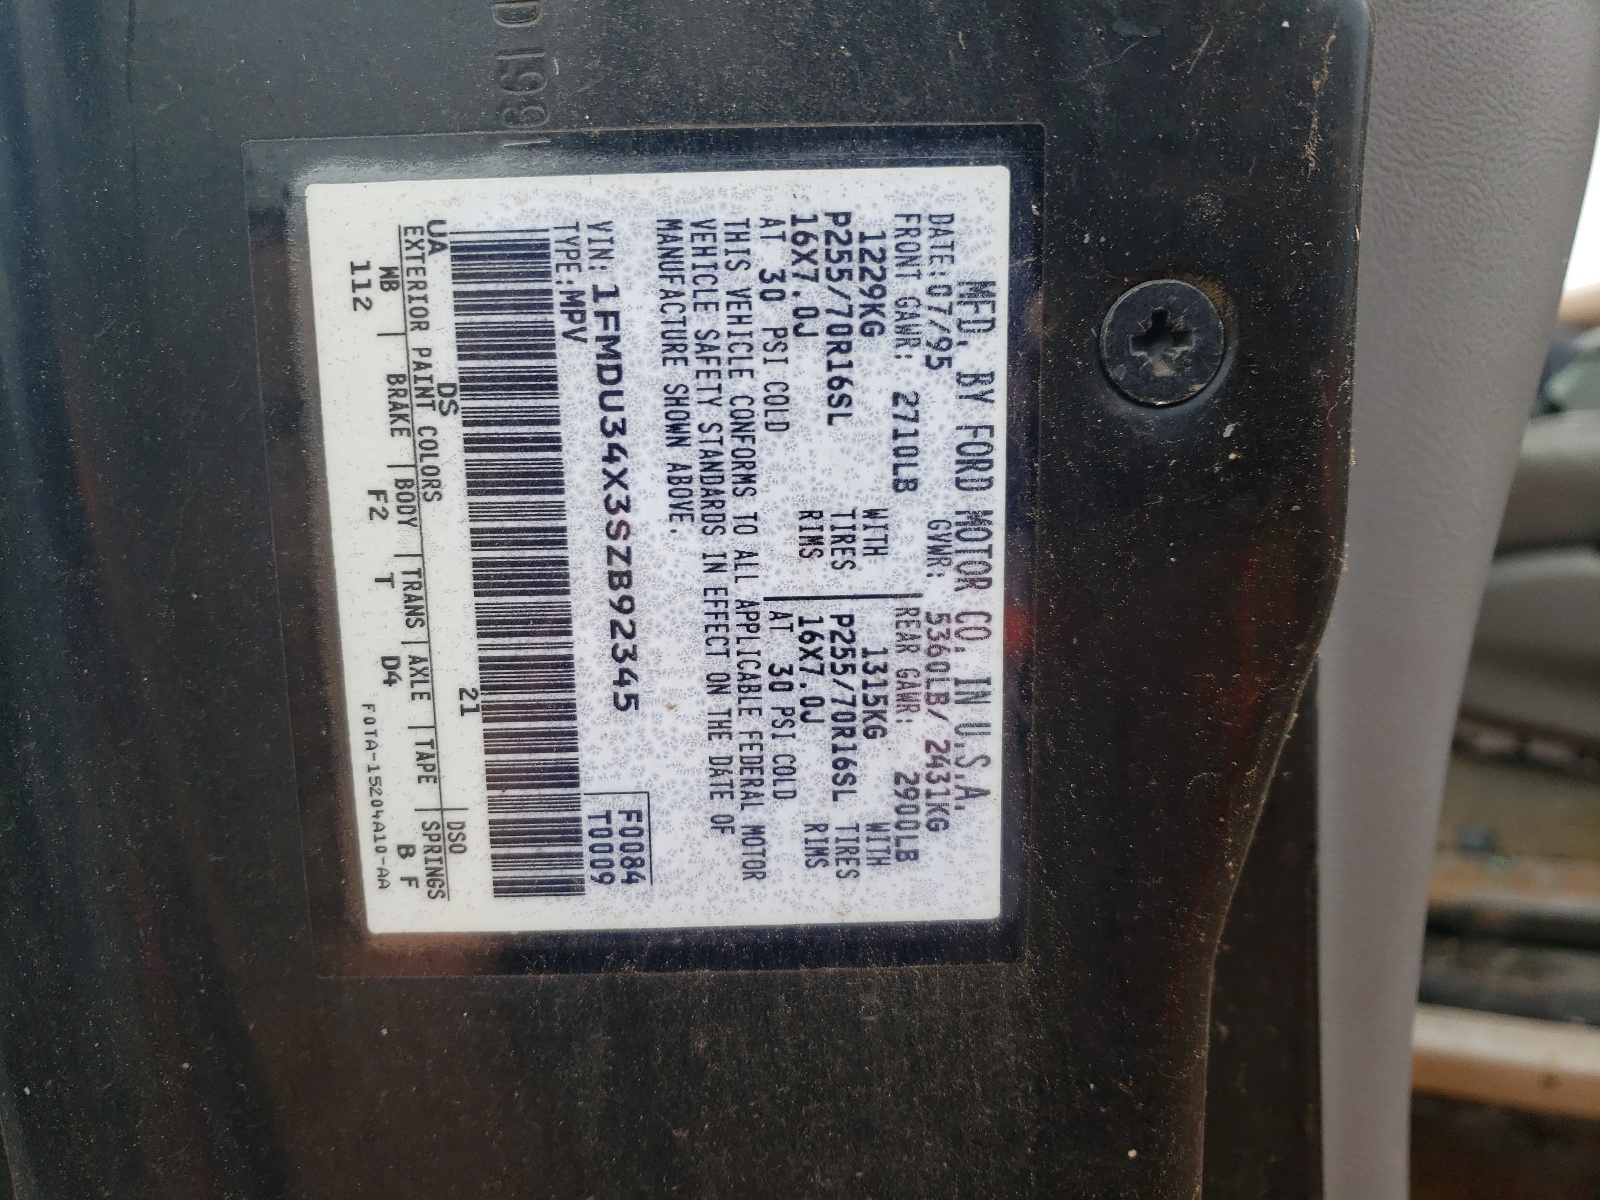 D 199
MFD. BY FORD MOTOR CO. IN U.S.A.
DATE: 07/95 GVWR: 5360LB/ 2431KG
FRONT GAWR: 2710LB REAR GAWR: 2900LB
1229KG WITH 1315KG WITH
P255/70R16SL TIRES P255/70R16SL TIRES
16X7.0J RIMS 16X7.0J RIMS
AT 30 PSI COLD AT 30 PSI COLD
THIS VEHICLE CONFORMS TO ALL APPLICABLE FEDERAL MOTOR
VEHICLE SAFETY STANDARDS IN EFFECT ON THE DATE OF
MANUFACTURE SHOWN ABOVE.
VIN: 1FMDU34X3SZB92345 F0084
TYPE:MPV T0009
UA DS 21 DSO
EXTERIOR PAINT COLORS
WB BRAKE BODY TRANS AXLE TAPE SPRINGS
112 F2 T D4 B F
F0TA-15204A10-AA